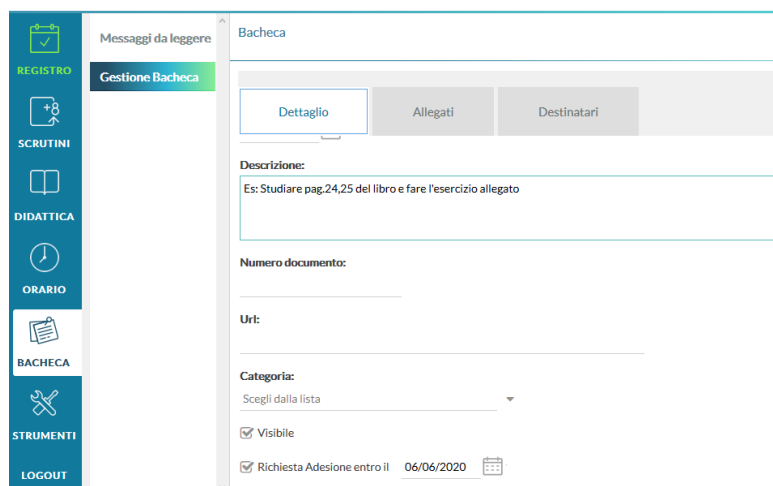 REGISTRO
+8
SCRUTINI
DIDATTICA
ORARIO
BACHECA
STRUMENTI
LOGOUT
Messaggi da leggere
Gestione Bacheca
Bacheca
Dettaglio
Allegati
Destinatari
Descrizione:
Es: Studiare pag.24,25 del libro e fare l'esercizio allegato
Numero documento:
Url:
Categoria:
Scegli dalla lista
Visibile
Richiesta Adesione entro il 06/06/2020